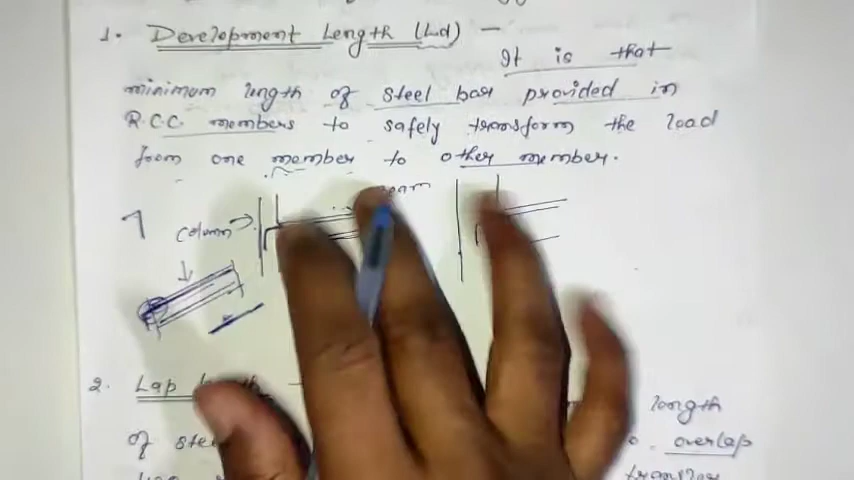 1. Development Length (Ld) -
It is that
minimum length of steel bar provided in
R.C.C. members to safely transform the load
from one member to other member.
Column
2. Lap
length
of overlap